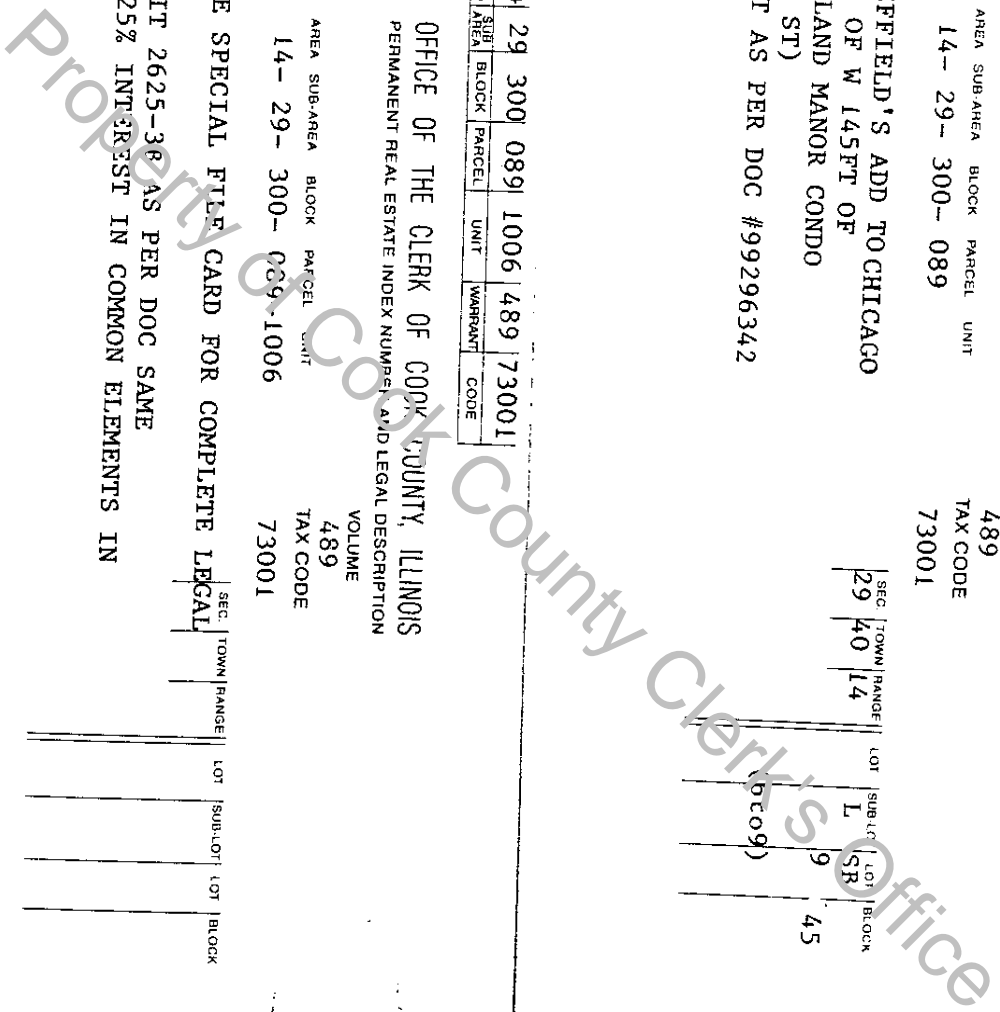 AREA SUB-AREA BLOCK PARCEL UNIT
14- 29- 300- 089
489
TAX CODE
73001
EFFIELD'S ADD TO CHICAGO
OF W 145FT OF
LAND MANOR CONDO
ST)
T AS PER DOC #99296342
SEC. TOWN RANGE LOT SUB-LO LOT BLOCK
29 40 14 L SB
9 45
29 300 089 1006 489 73001
SUB AREA BLOCK PARCEL UNIT WARRANT CODE
OFFICE OF THE CLERK OF COOK COUNTY, ILLINOIS
PERMANENT REAL ESTATE INDEX NUMBER AND LEGAL DESCRIPTION
VOLUME
AREA SUB-AREA BLOCK PARCEL UNIT
489
TAX CODE
14- 29- 300- 089-1006
73001
E SPECIAL FILE CARD FOR COMPLETE LEGAL
SEC. TOWN RANGE LOT SUB-LOT LOT BLOCK
IT 2625-3B AS PER DOC SAME
25% INTEREST IN COMMON ELEMENTS IN
Property of Cook County Clerk's Office